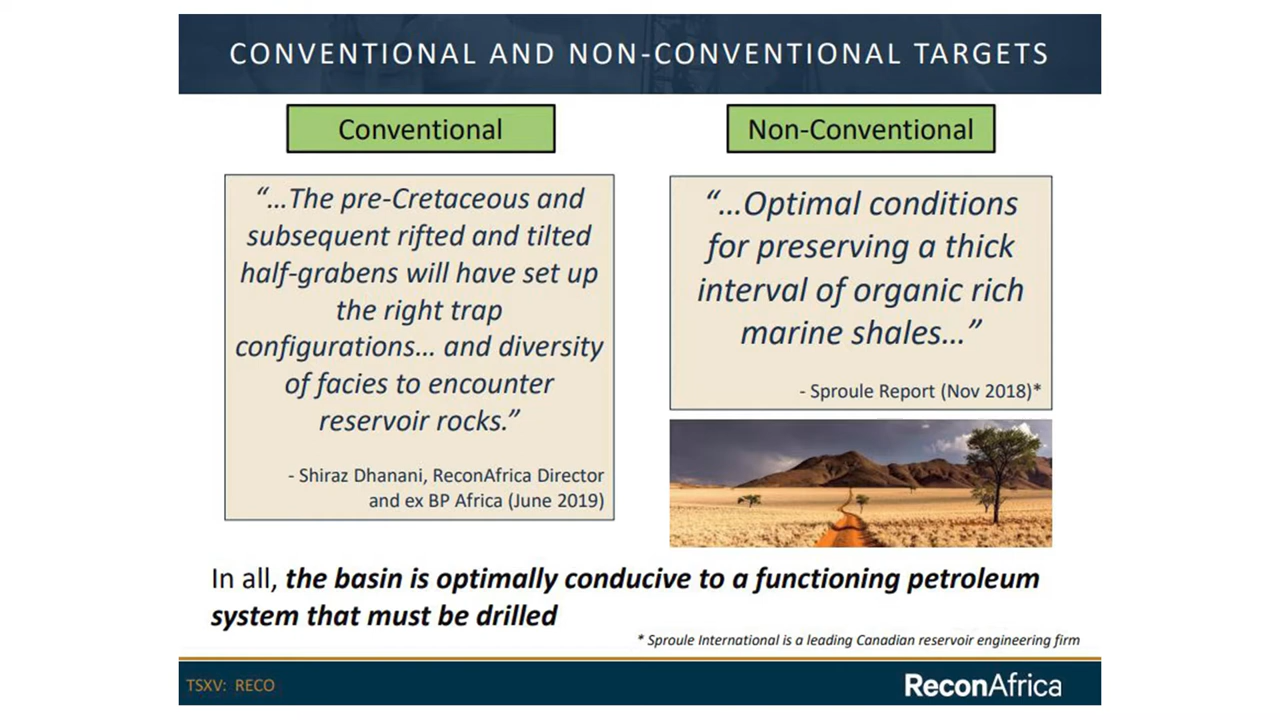 CONVENTIONAL AND NON-CONVENTIONAL TARGETS
Conventional
“…The pre-Cretaceous and
subsequent rifted and tilted
half-grabens will have set up
the right trap
configurations… and diversity
of facies to encounter
reservoir rocks.”
- Shiraz Dhanani, ReconAfrica Director
and ex BP Africa (June 2019)
Non-Conventional
“…Optimal conditions
for preserving a thick
interval of organic rich
marine shales…”
- Sproule Report (Nov 2018)*
In all, the basin is optimally conducive to a functioning petroleum
system that must be drilled
* Sproule International is a leading Canadian reservoir engineering firm
TSXV: RECO
ReconAfrica